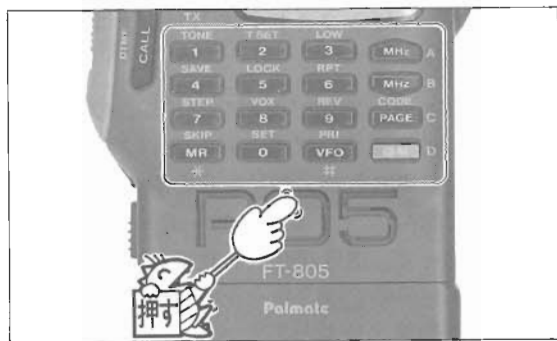 TX
CALL
TONE T SET LOW
1 2 3 MHz A
SAVE LOCK RPT
4 5 6 MHz B
STEP VOX REV CODE
7 8 9 PAGE C
SKIP SET PRI
MR 0 VFO D
* #
805
FT-805
Palmate
押す